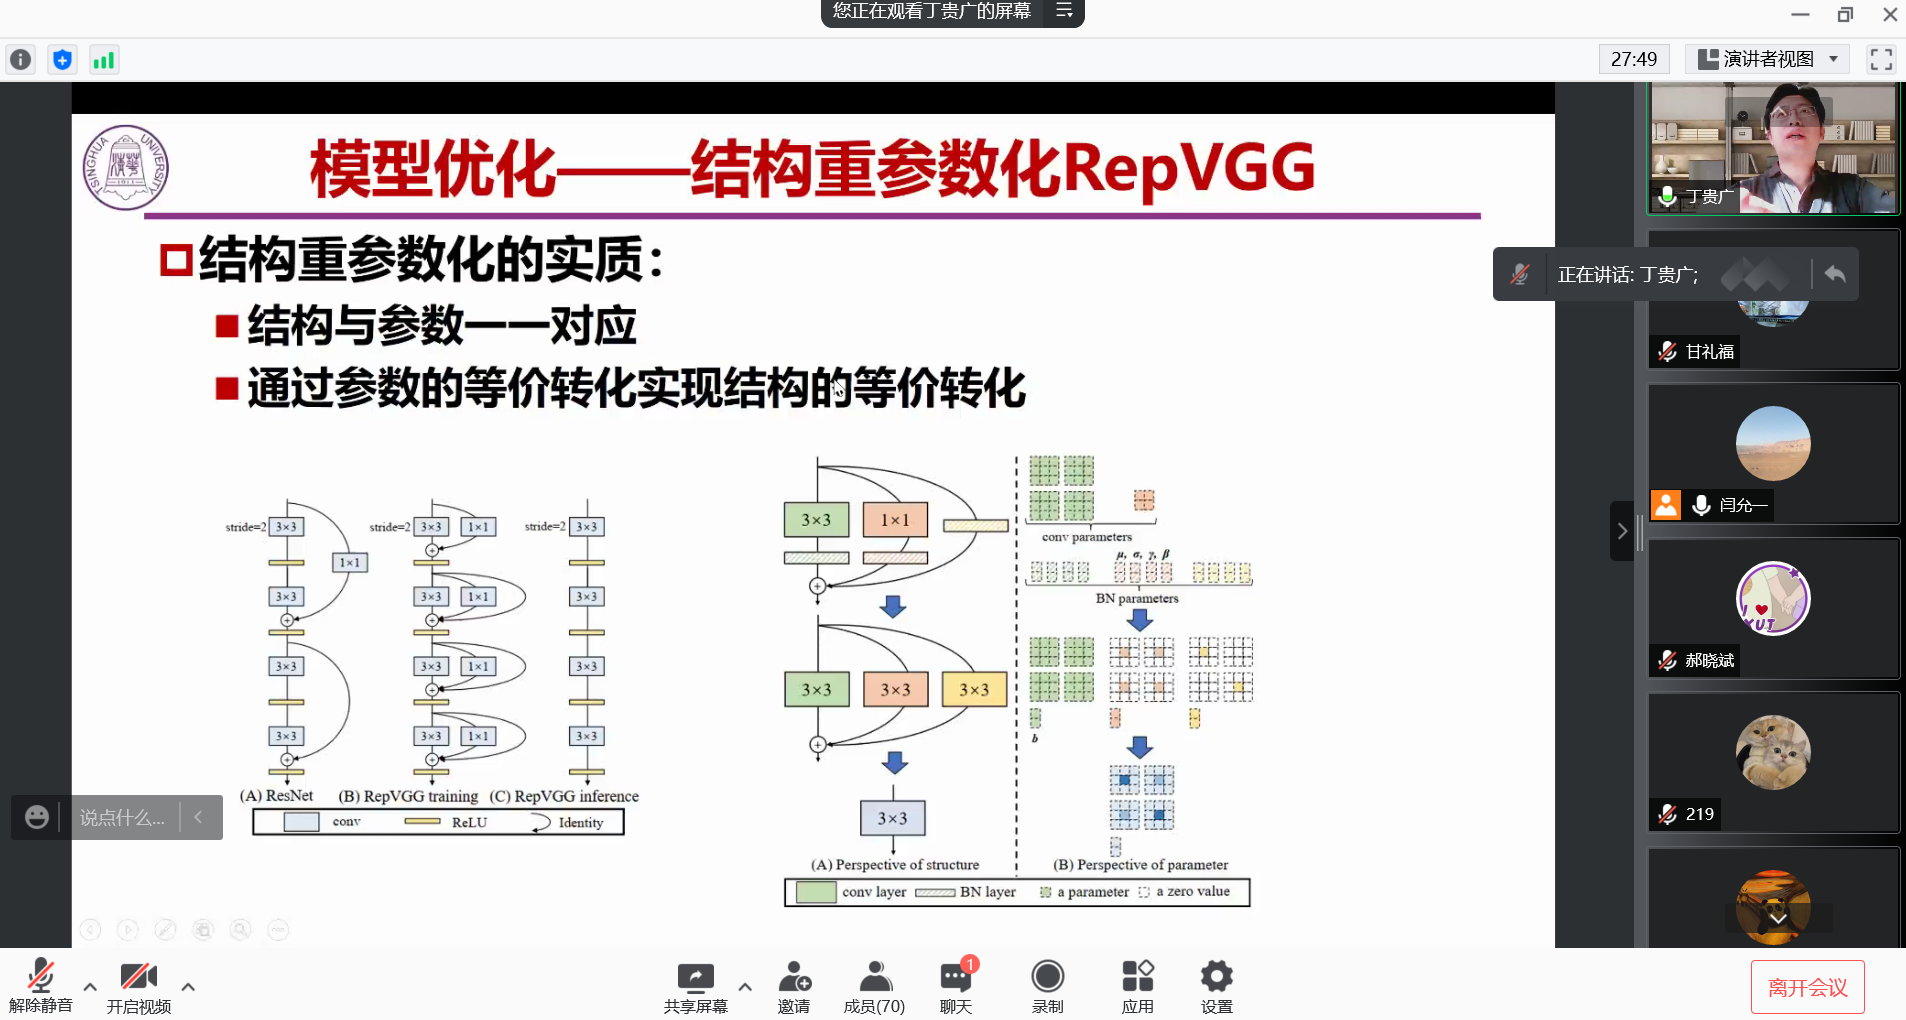 您正在观看丁贵广的屏幕
27:49
演讲者视图
TSINGHUA UNIVERSITY
1911
模型优化——结构重参数化RepVGG
结构重参数化的实质：
结构与参数一一对应
通过参数的等价转化实现结构的等价转化
stride=2 3×3
1×1
3×3
3×3
3×3
(A) ResNet
stride=2 3×3 1×1
3×3 1×1
3×3 1×1
3×3 1×1
(B) RepVGG training
stride=2 3×3
3×3
3×3
3×3
(C) RepVGG inference
conv ReLU Identity
3×3 1×1
3×3 3×3 3×3
3×3
(A) Perspective of structure
conv parameters
μ, σ, γ, β
BN parameters
b
(B) Perspective of parameter
conv layer BN layer a parameter a zero value
丁贵广
正在讲话: 丁贵广;
甘礼福
闫允一
I
XUT
郝晓斌
219
说点什么...
解除静音
开启视频
共享屏幕
邀请
成员(70)
1
聊天
录制
应用
设置
离开会议